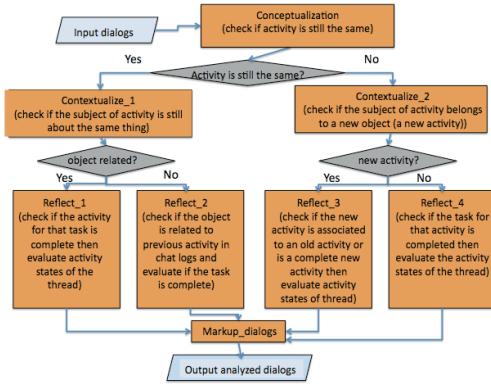 Conceptualization
(check if activity is still the same)
Input dialogs
Yes
No
Activity is still the same?
Contextualize_1
(check if the subject of activity is still
about the same thing)
Contextualize_2
(check if the subject of activity belongs
to a new object (a new activity))
object related?
new activity?
Yes
No
Yes
No
Reflect_1
(check if the activity
for that task is
complete then
evaluate activity
states of the
thread)
Reflect_2
(check if the object
is related to
previous activity in
chat logs and
evaluate if the task
is complete)
Reflect_3
(check if the new
activity is associated
to an old activity or
is a complete new
activity then
evaluate activity
states of thread)
Reflect_4
(check if the task for
that activity is
completed then
evaluate the activity
states of the thread)
Markup_dialogs
Output analyzed dialogs